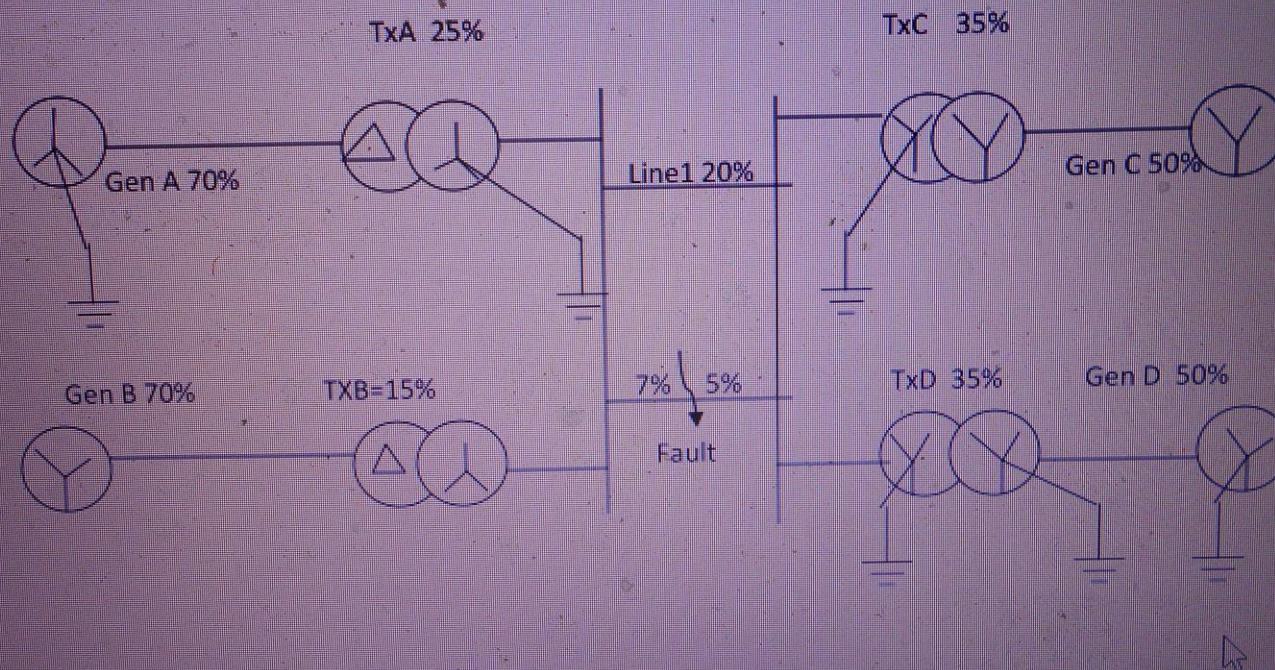 TxA 25%
TxC 35%
Gen A 70%
Line1 20%
Gen C 50%
Gen B 70%
TXB=15%
7%
5%
TxD 35%
Gen D 50%
Fault